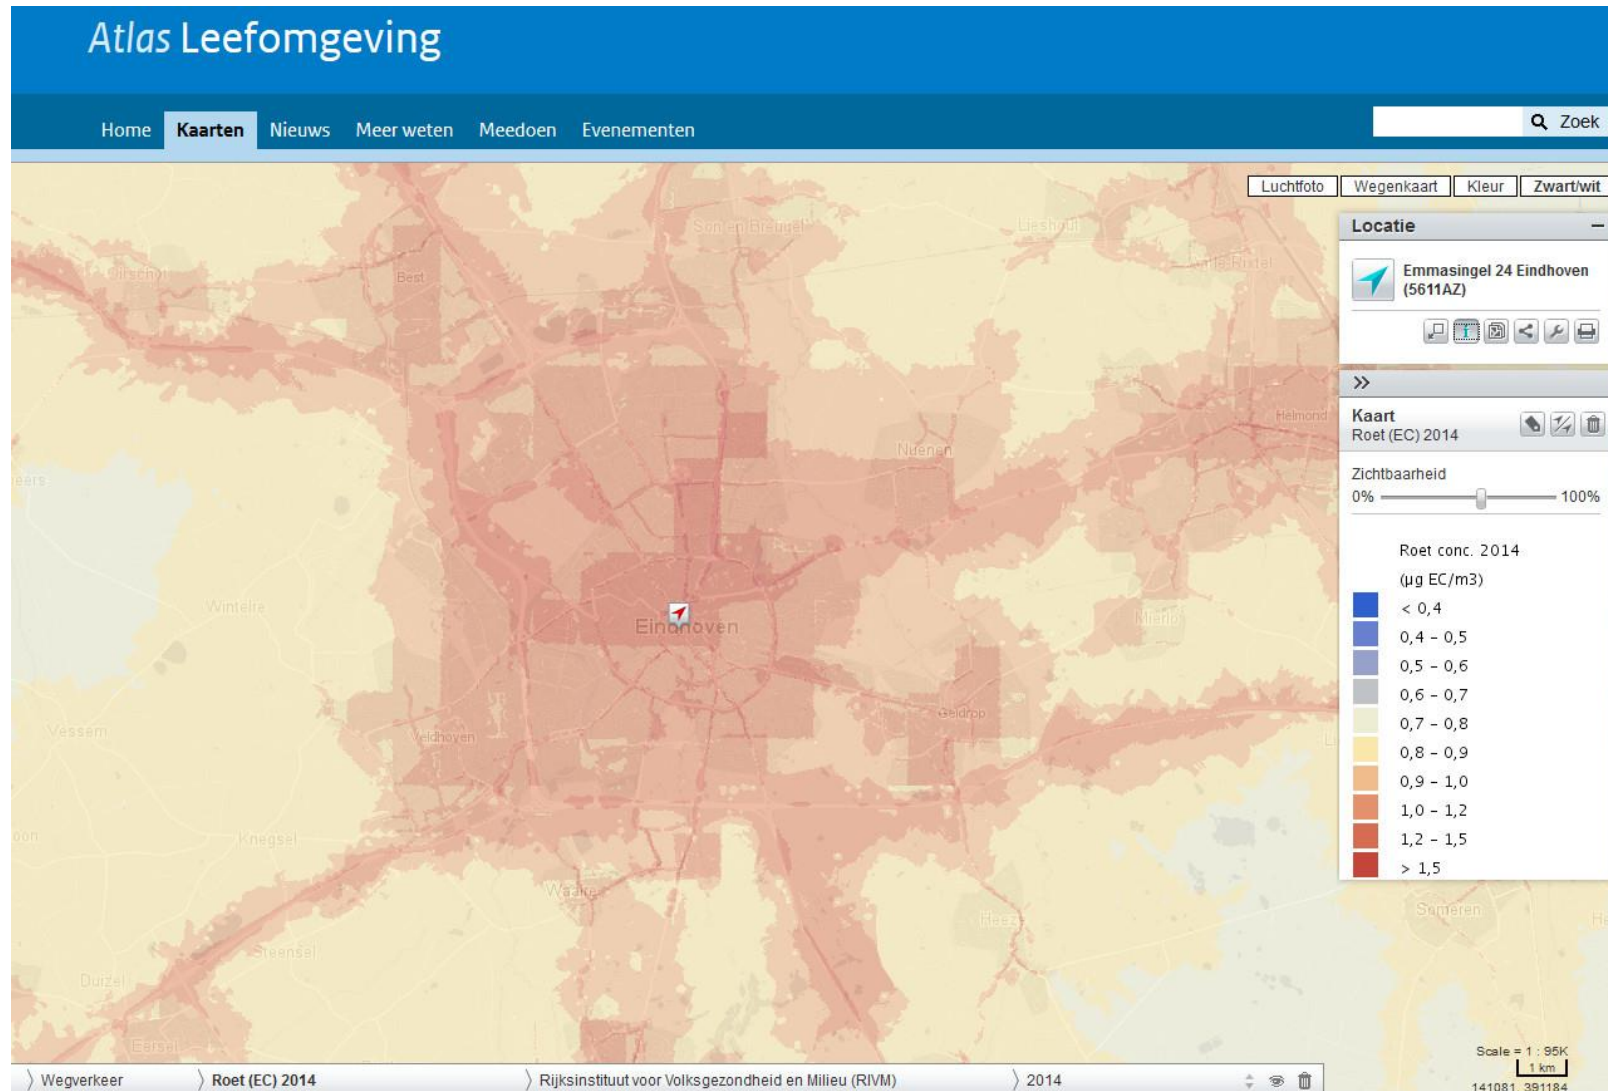 Atlas Leefomgeving
Home Kaarten Nieuws Meer weten Meedoen Evenementen
Zoek
Luchtfoto Wegenkaart Kleur Zwart/wit
Locatie
Emmasingel 24 Eindhoven
(5611AZ)
Kaart
Roet (EC) 2014
Zichtbaarheid
0% 100%
Roet conc. 2014
(µg EC/m3)
< 0,4
0,4 - 0,5
0,5 - 0,6
0,6 - 0,7
0,7 - 0,8
0,8 - 0,9
0,9 - 1,0
1,0 - 1,2
1,2 - 1,5
> 1,5
Son en Breugel
Lieshout
Oirschot
Best
Helmond
Nuenen
Wintelre
Eindhoven
Mierlo
Vessem
Veldhoven
Geldrop
Knegsel
Waalre
Heeze
Someren
Steensel
Duizel
Eersel
Scale = 1 : 95K
1 km
141081, 391184
Wegverkeer Roet (EC) 2014 Rijksinstituut voor Volksgezondheid en Milieu (RIVM) 2014